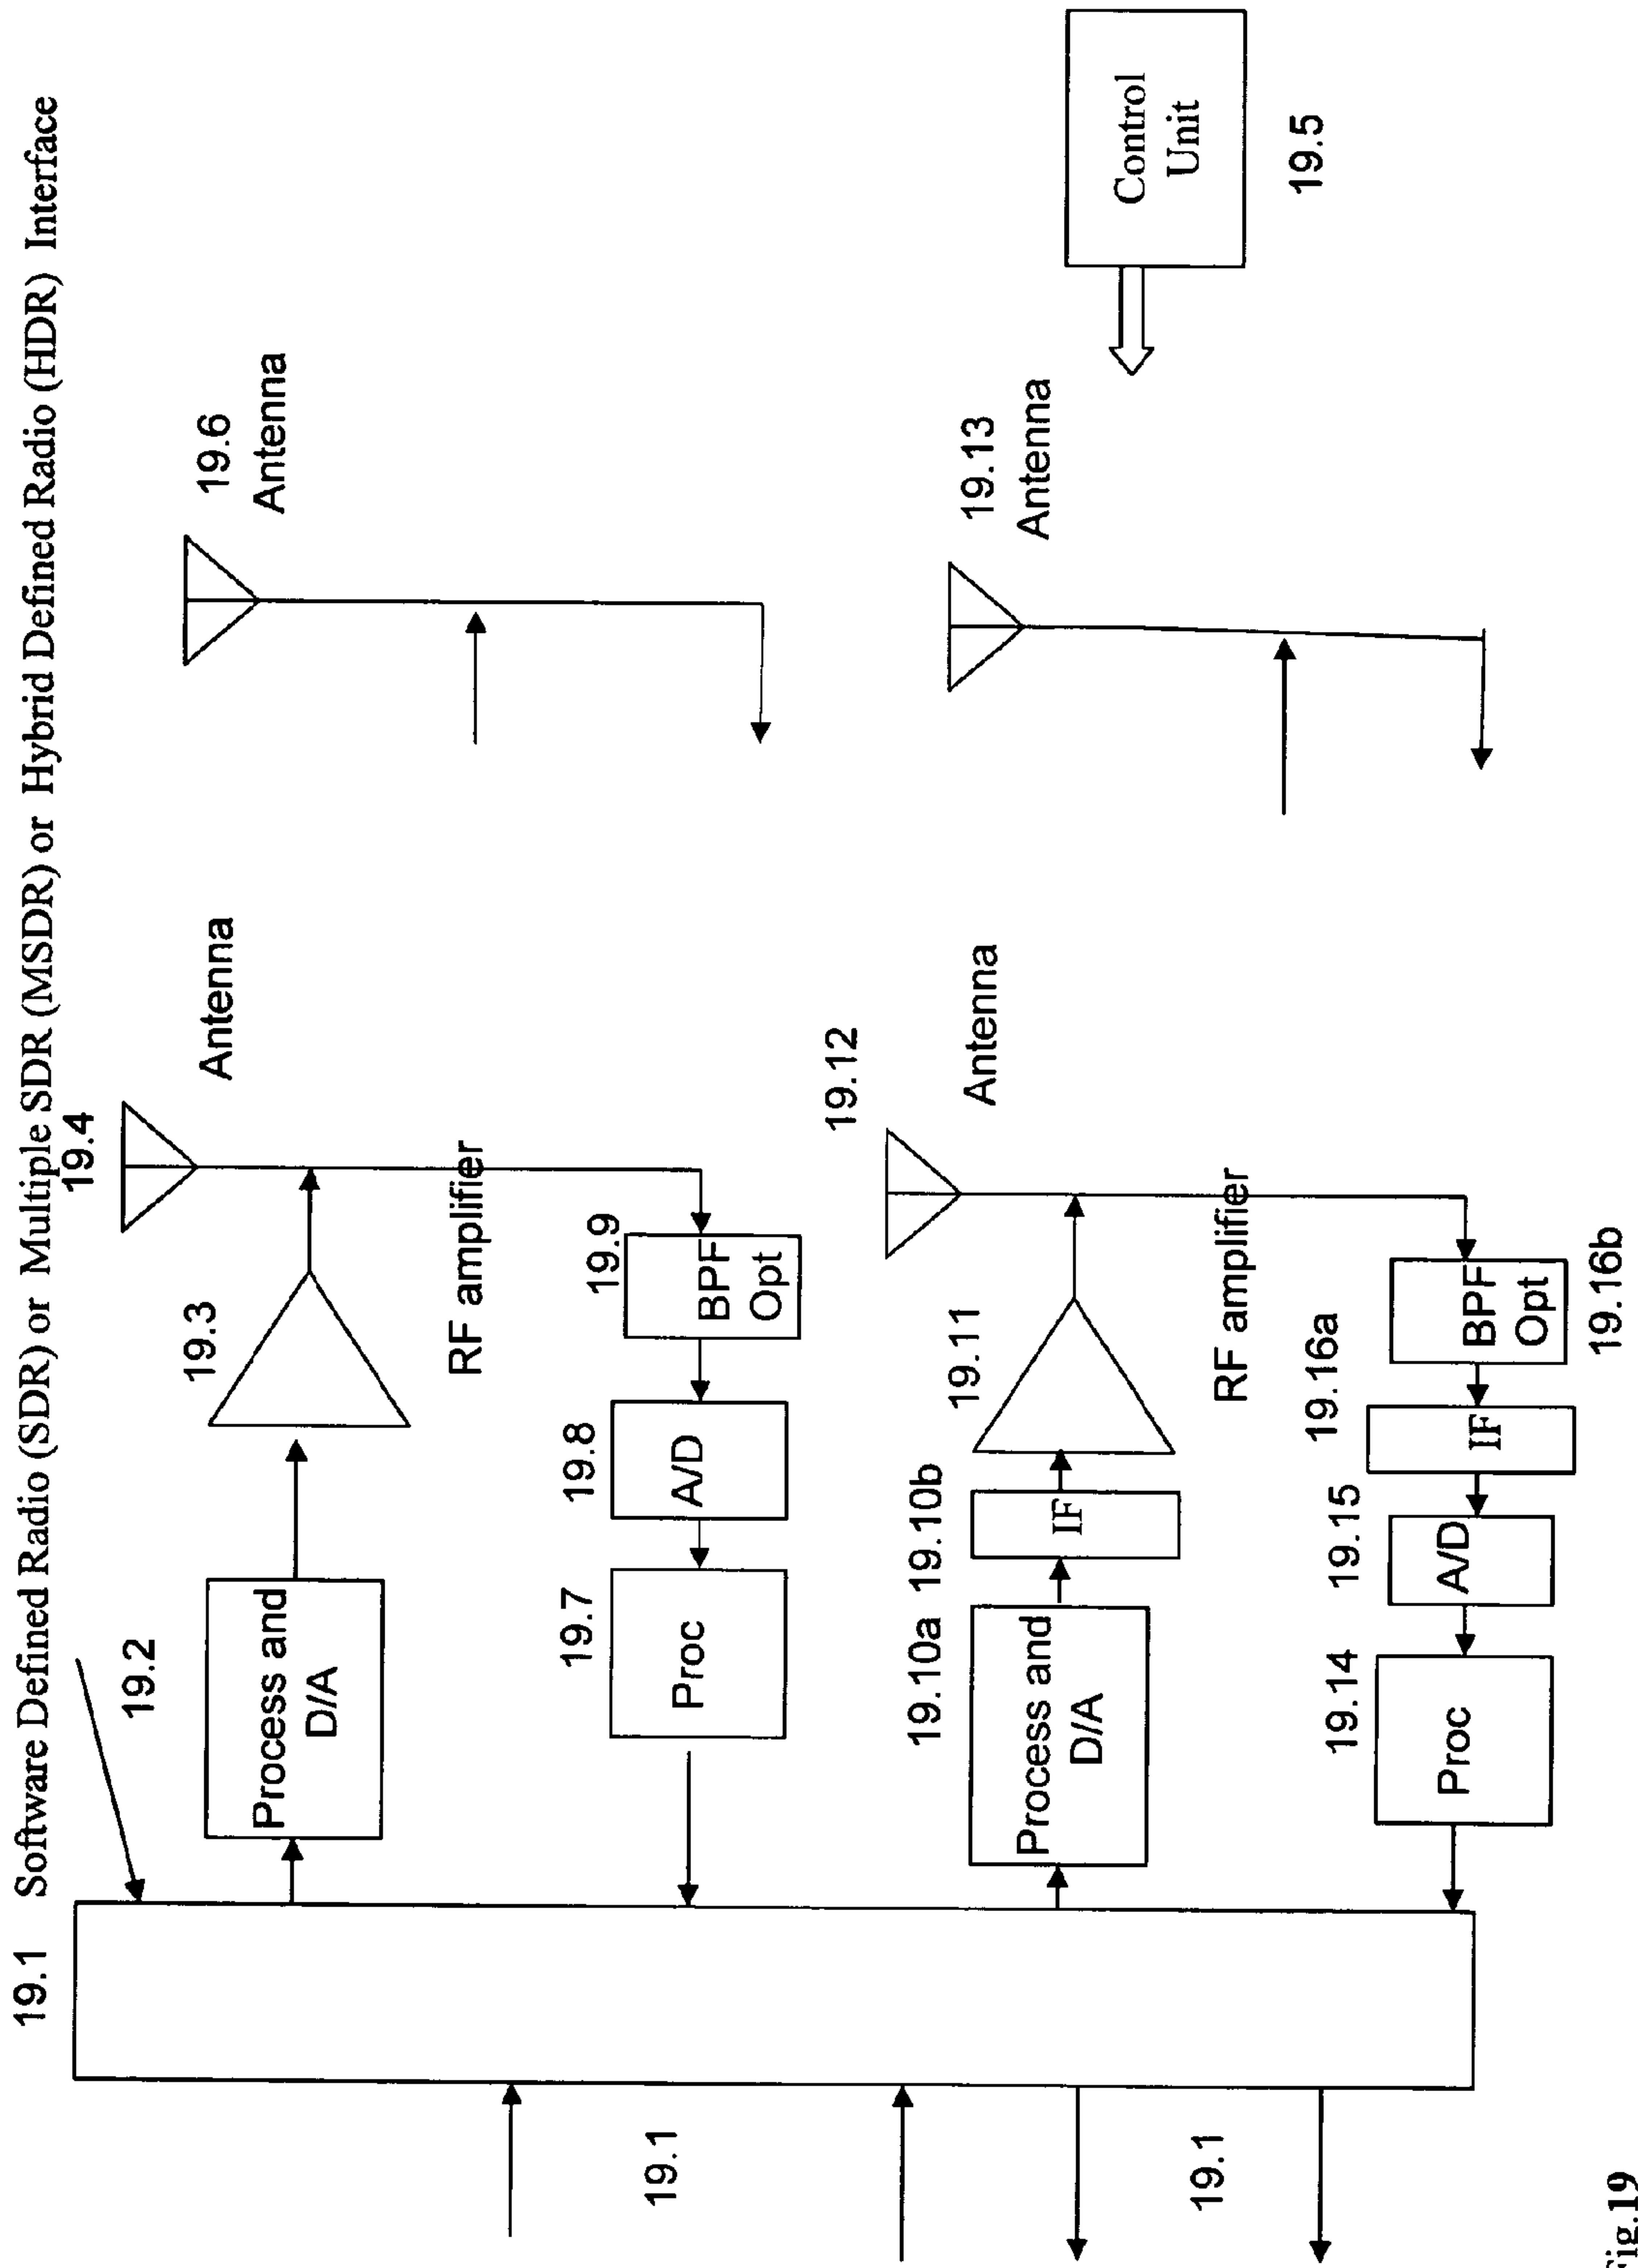 19.1 Software Defined Radio (SDR) or Multiple SDR (MSDR) or Hybrid Defined Radio (HDR) Interface
19.4
Antenna
19.6
Antenna
19.2
Process and
D/A
19.3
RF amplifier
19.7
Proc
19.8
A/D
19.9
BPF
Opt
19.1
19.12
Antenna
19.13
Antenna
Control
Unit
19.5
19.10a
Process and
D/A
19.10b
IF
19.11
RF amplifier
19.14
Proc
19.15
A/D
19.16a
IF
BPF
Opt
19.16b
19.1
Fig.19